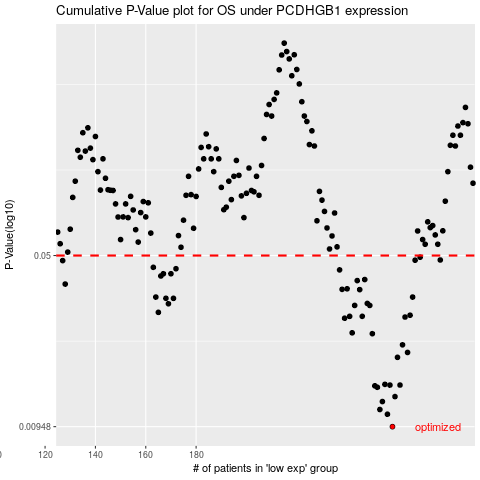 Cumulative P-Value plot for OS under PCDHGB1 expression
P-Value(log10)
0.05
0.00948
optimized
0 120 140 160 180
# of patients in 'low exp' group